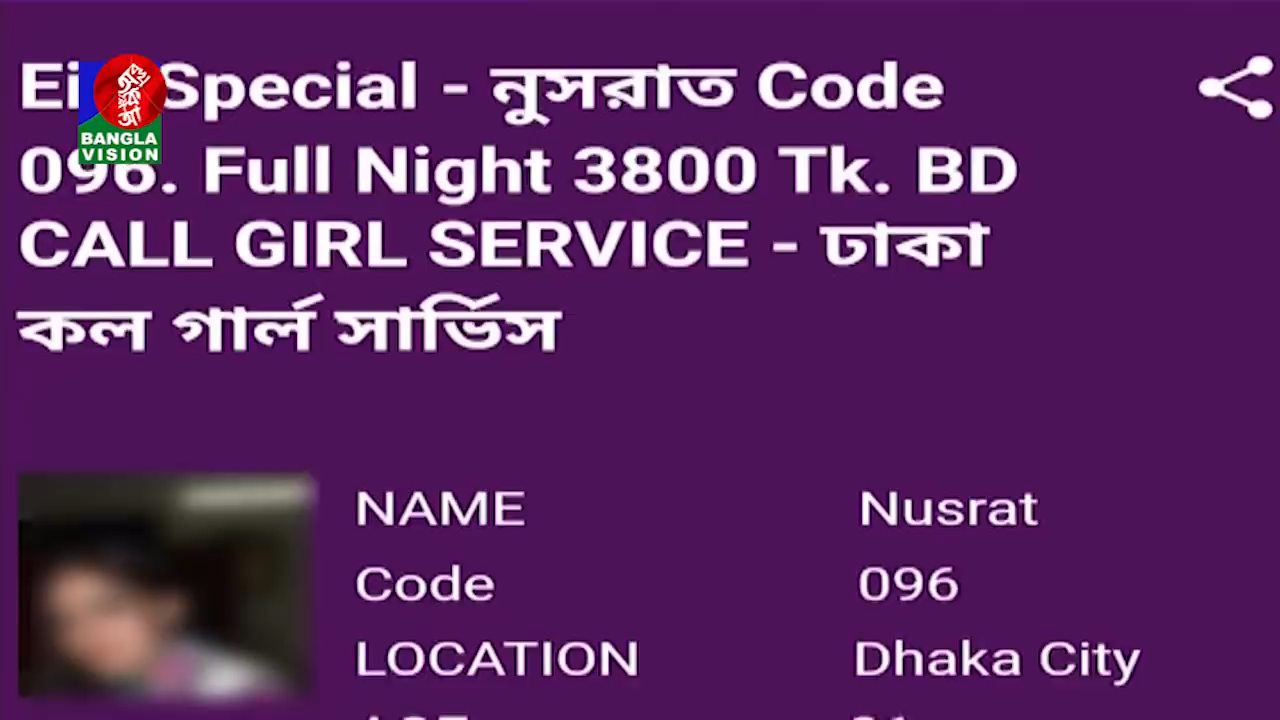 Ei Special - নুসরাত Code
096. Full Night 3800 Tk. BD
CALL GIRL SERVICE - ঢাকা
কল গার্ল সার্ভিস
BANGLA
VISION
NAME Nusrat
Code 096
LOCATION Dhaka City